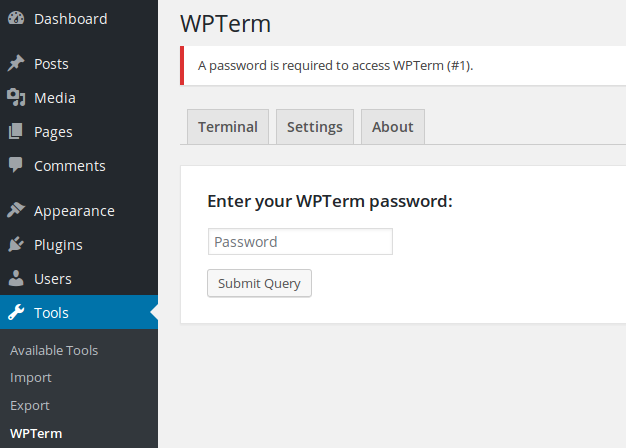 Dashboard
Posts
Media
Pages
Comments
Appearance
Plugins
Users
Tools
Available Tools
Import
Export
WPTerm
WPTerm
A password is required to access WPTerm (#1).
Terminal Settings About
Enter your WPTerm password:
Password
Submit Query